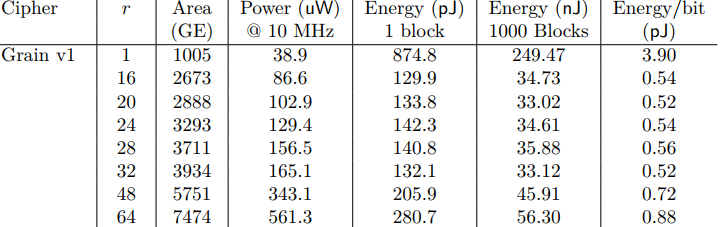 Cipher r Area Power (uW) Energy (pJ) Energy (nJ) Energy/bit
(GE) @ 10 MHz 1 block 1000 Blocks (pJ)
Grain v1 1 1005 38.9 874.8 249.47 3.90
16 2673 86.6 129.9 34.73 0.54
20 2888 102.9 133.8 33.02 0.52
24 3293 129.4 142.3 34.61 0.54
28 3711 156.5 140.8 35.88 0.56
32 3934 165.1 132.1 33.12 0.52
48 5751 343.1 205.9 45.91 0.72
64 7474 561.3 280.7 56.30 0.88